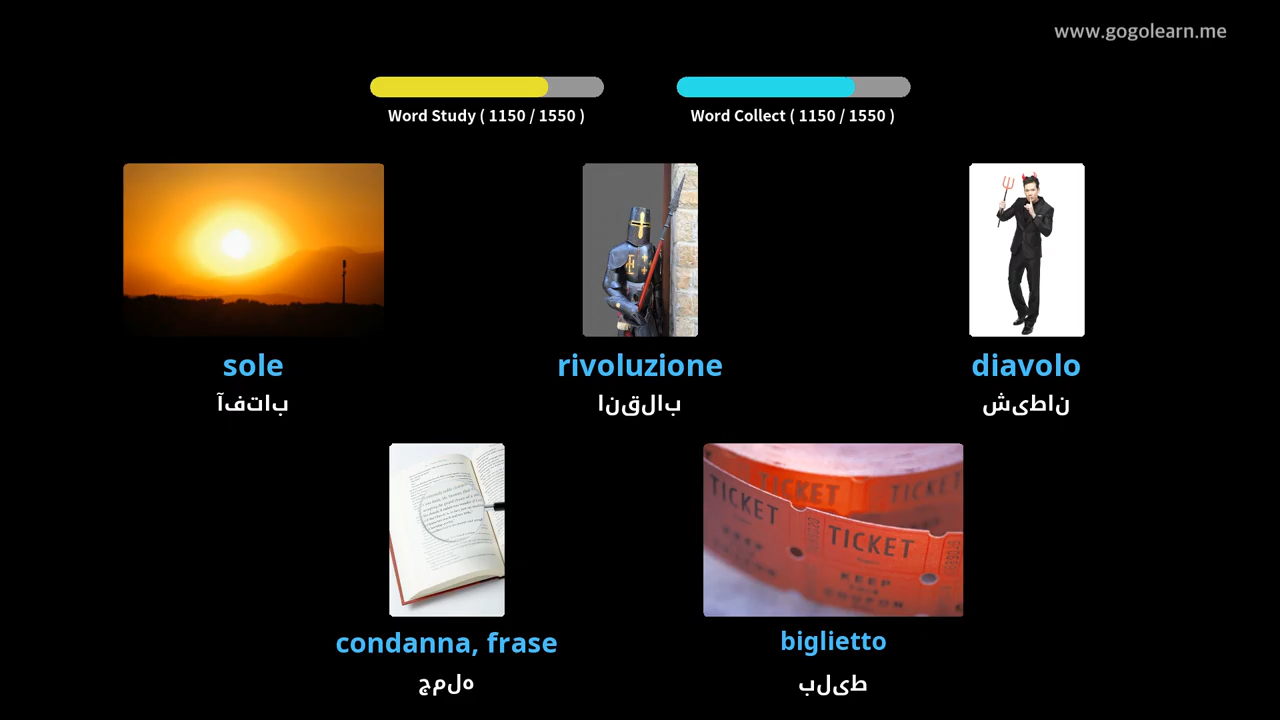 www.gogolearn.me
Word Study ( 1150 / 1550 )
Word Collect ( 1150 / 1550 )
sole
آفتاب
rivoluzione
انقلاب
diavolo
شیطان
condanna, frase
جمله
biglietto
بلیط
TICKET
TICKET
TICKET
TICKET
KEEP